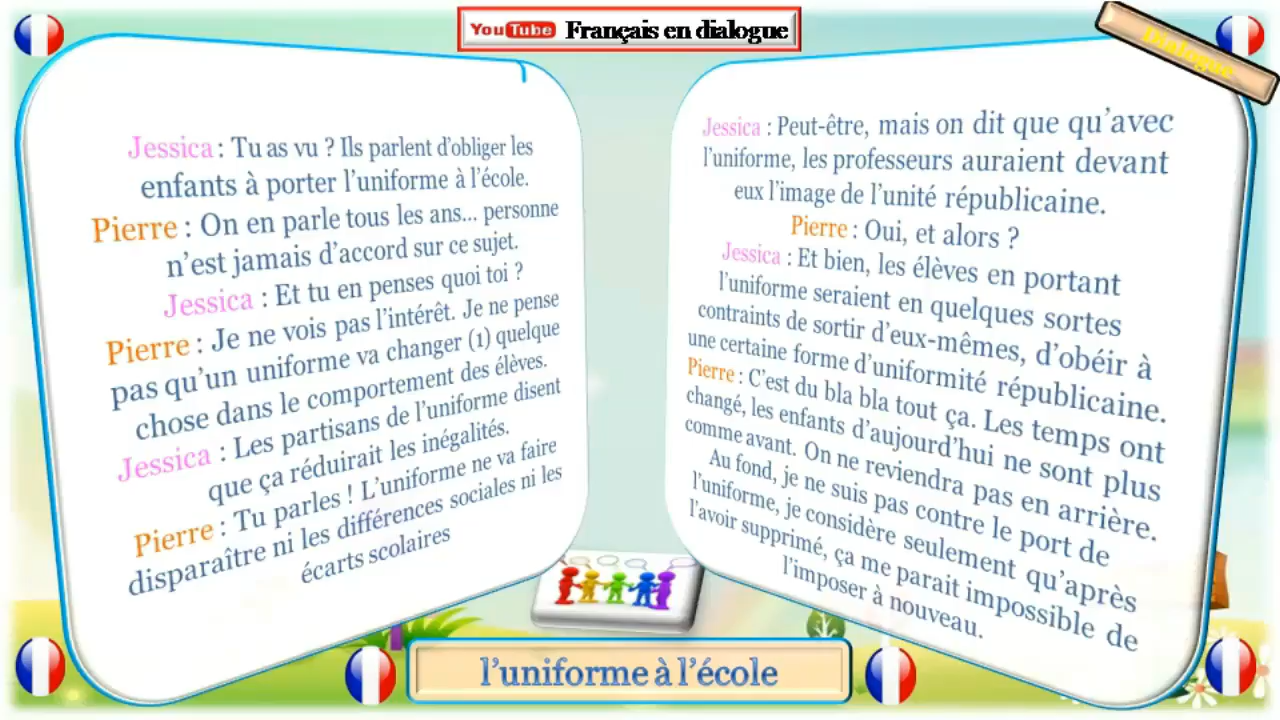 YouTube Français en dialogue
Dialogue
Jessica : Tu as vu ? Ils parlent d'obliger les
enfants à porter l'uniforme à l'école.
Pierre : On en parle tous les ans... personne
n'est jamais d'accord sur ce sujet.
Jessica : Et tu en penses quoi toi ?
Pierre : Je ne vois pas l'intérêt. Je ne pense
pas qu'un uniforme va changer (1) quelque
chose dans le comportement des élèves.
Jessica : Les partisans de l'uniforme disent
que ça réduirait les inégalités.
Pierre : Tu parles ! L'uniforme ne va faire
disparaître ni les différences sociales ni les
écarts scolaires
Jessica : Peut-être, mais on dit que qu'avec
l'uniforme, les professeurs auraient devant
eux l'image de l'unité républicaine.
Pierre : Oui, et alors ?
Jessica : Et bien, les élèves en portant
l'uniforme seraient en quelques sortes
contraints de sortir d'eux-mêmes, d'obéir à
une certaine forme d'uniformité républicaine.
Pierre : C'est du bla bla tout ça. Les temps ont
changé, les enfants d'aujourd'hui ne sont plus
comme avant. On ne reviendra pas en arrière.
Au fond, je ne suis pas contre le port de
l'uniforme, je considère seulement qu'après
l'avoir supprimé, ça me parait impossible de
l'imposer à nouveau.
l'uniforme à l'école